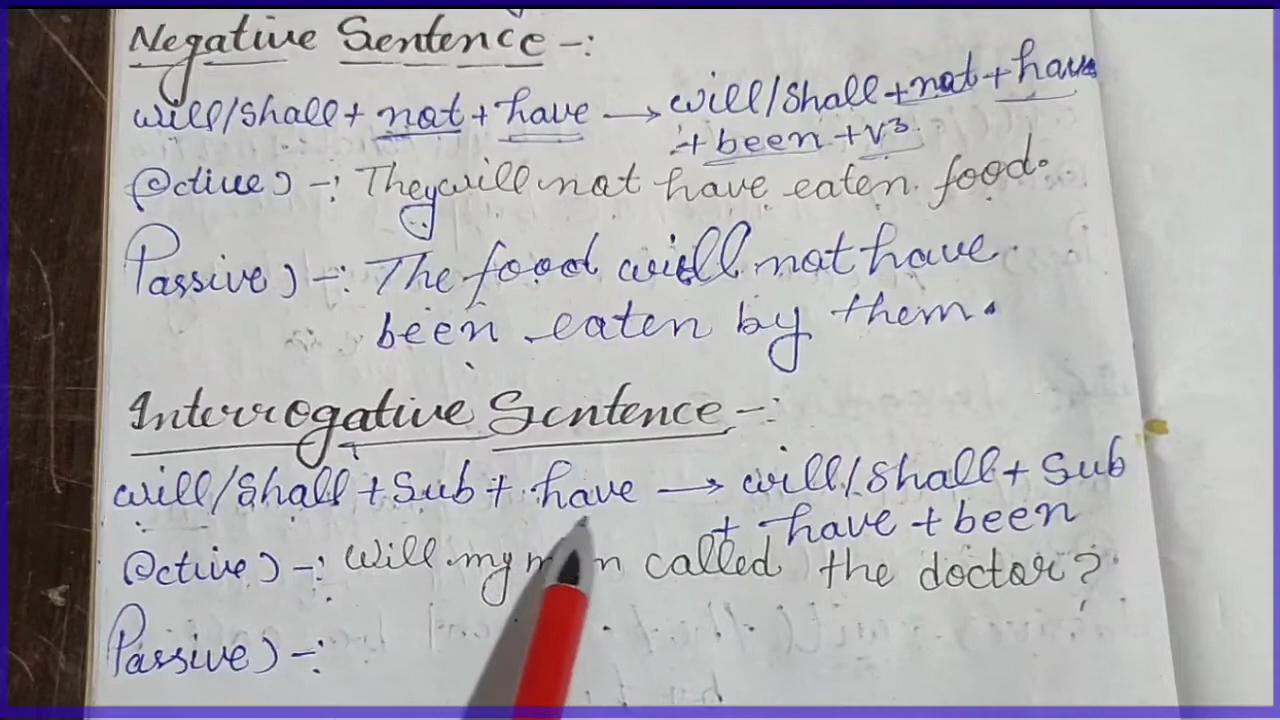 Negative Sentence -:
will/shall + not + have → will/shall + not + have
+ been + V³
Active) -: They will not have eaten food.
Passive) -: The food will not have
been eaten by them.
Interrogative Sentence -:
will/shall + Sub + have → will/shall + Sub
+ have + been
Active) -: Will my called the doctor?
Passive) -: